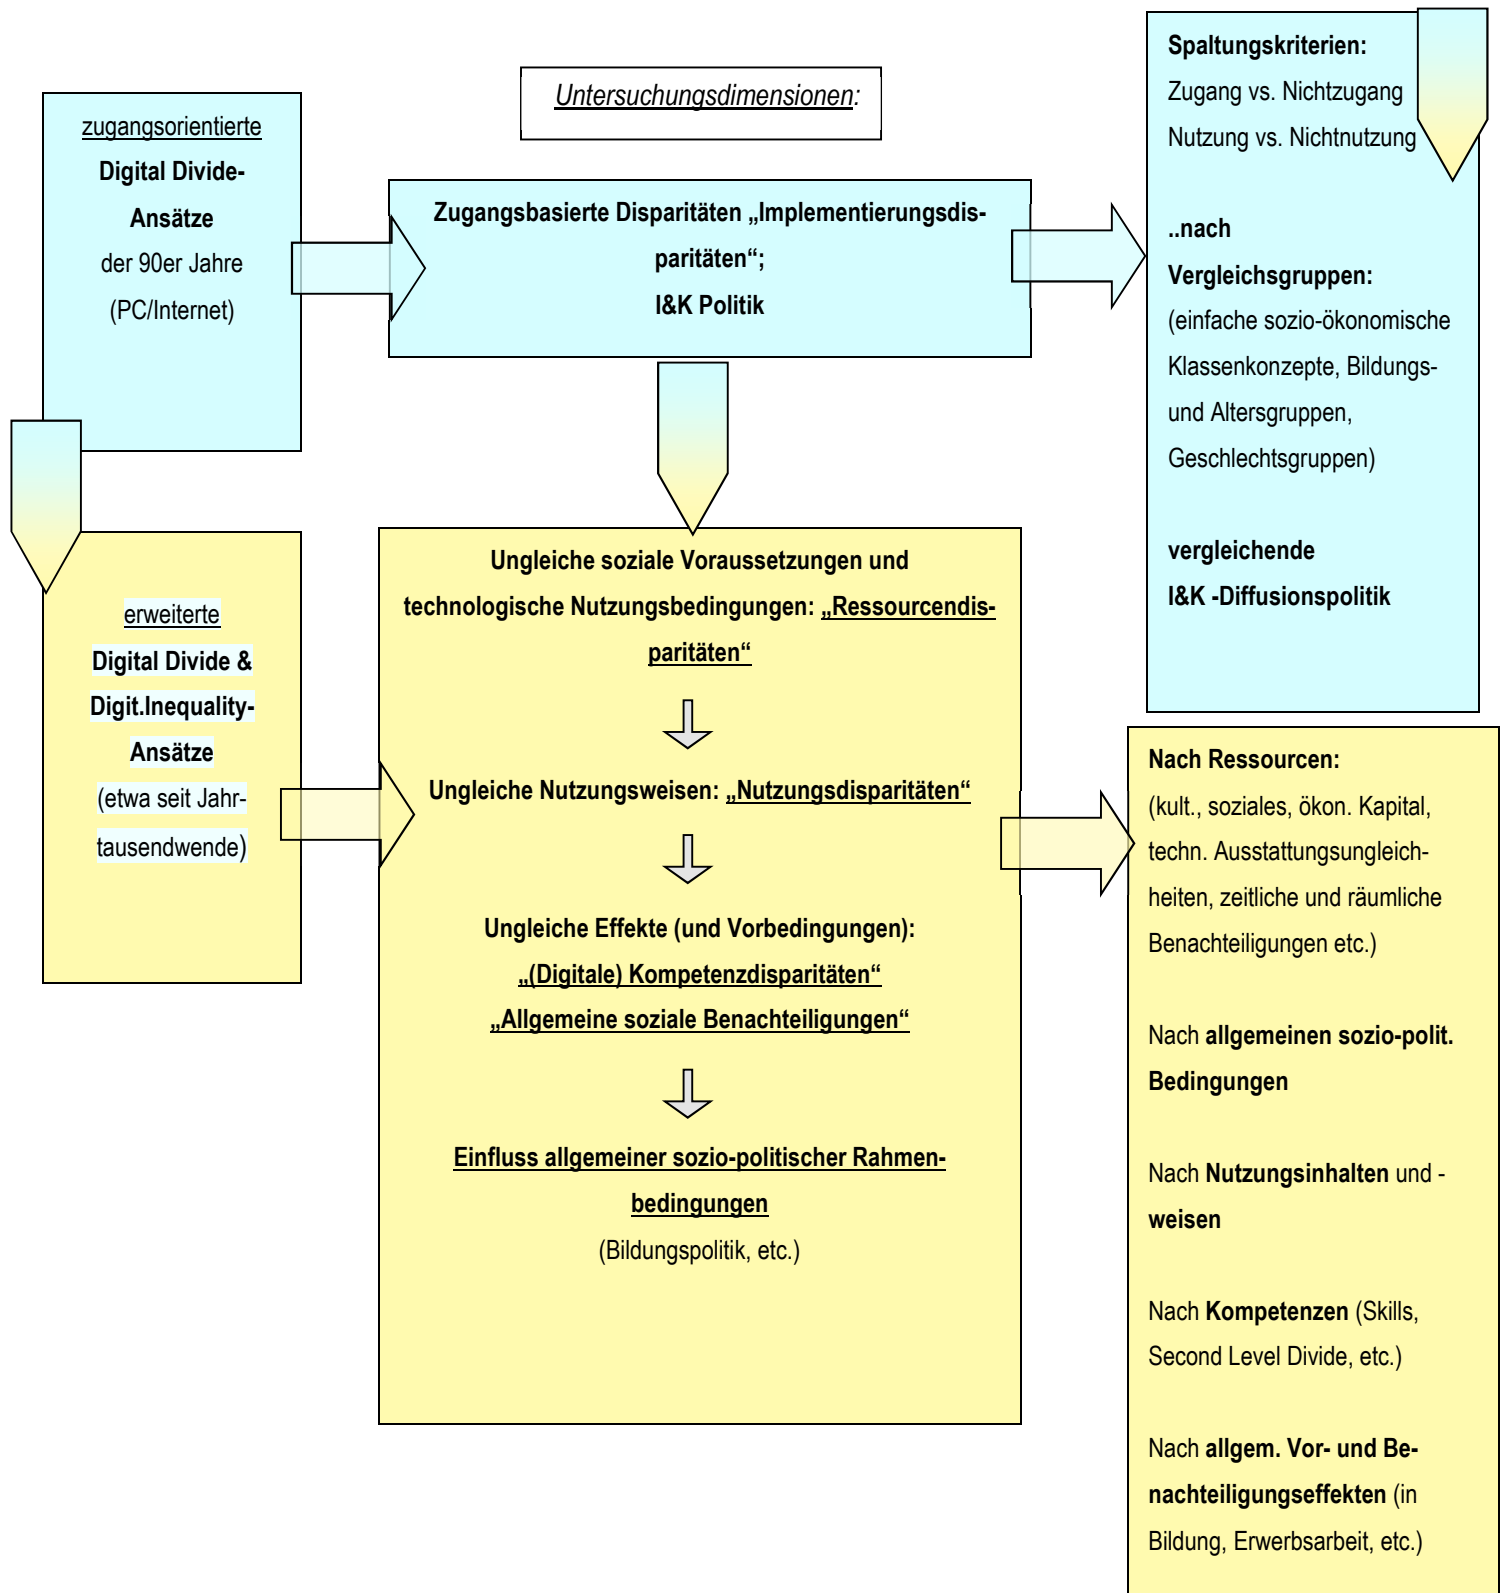 Untersuchungsdimensionen:
zugangsorientierte
Digital Divide-
Ansätze
der 90er Jahre
(PC/Internet)
Zugangsbasierte Disparitäten „Implementierungsdis-
paritäten“;
I&K Politik
Spaltungskriterien:
Zugang vs. Nichtzugang
Nutzung vs. Nichtnutzung
..nach
Vergleichsgruppen:
(einfache sozio-ökonomische
Klassenkonzepte, Bildungs-
und Altersgruppen,
Geschlechtsgruppen)
vergleichende
I&K -Diffusionspolitik
erweiterte
Digital Divide &
Digit.Inequality-
Ansätze
(etwa seit Jahr-
tausendwende)
Ungleiche soziale Voraussetzungen und
technologische Nutzungsbedingungen: „Ressourcendis-
paritäten“
Ungleiche Nutzungsweisen: „Nutzungsdisparitäten“
Ungleiche Effekte (und Vorbedingungen):
„(Digitale) Kompetenzdisparitäten“
„Allgemeine soziale Benachteiligungen“
Einfluss allgemeiner sozio-politischer Rahmen-
bedingungen
(Bildungspolitik, etc.)
Nach Ressourcen:
(kult., soziales, ökon. Kapital,
techn. Ausstattungsungleich-
heiten, zeitliche und räumliche
Benachteiligungen etc.)
Nach allgemeinen sozio-polit.
Bedingungen
Nach Nutzungsinhalten und -
weisen
Nach Kompetenzen (Skills,
Second Level Divide, etc.)
Nach allgem. Vor- und Be-
nachteiligungseffekten (in
Bildung, Erwerbsarbeit, etc.)